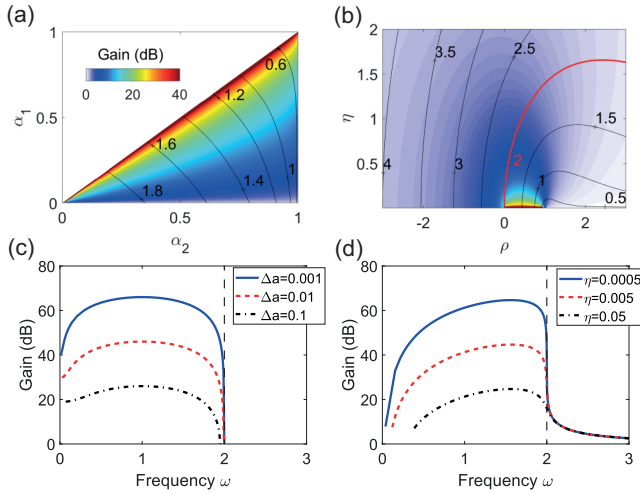 (a)
Gain (dB)
0 20 40
1
0.5
0
0 0.5 1
α₁
α₂
0.6
1.2
1.6
1.4
1
1.8
(b)
2
1.5
1
0.5
η
-2 0 2
ρ
3.5
2.5
1.5
4
3
2
1
0.5
(c)
80
60
40
20
0
Gain (dB)
0 1 2 3
Frequency ω
Δa=0.001
Δa=0.01
Δa=0.1
(d)
80
60
40
20
0
Gain (dB)
0 1 2 3
Frequency ω
η=0.0005
η=0.005
η=0.05